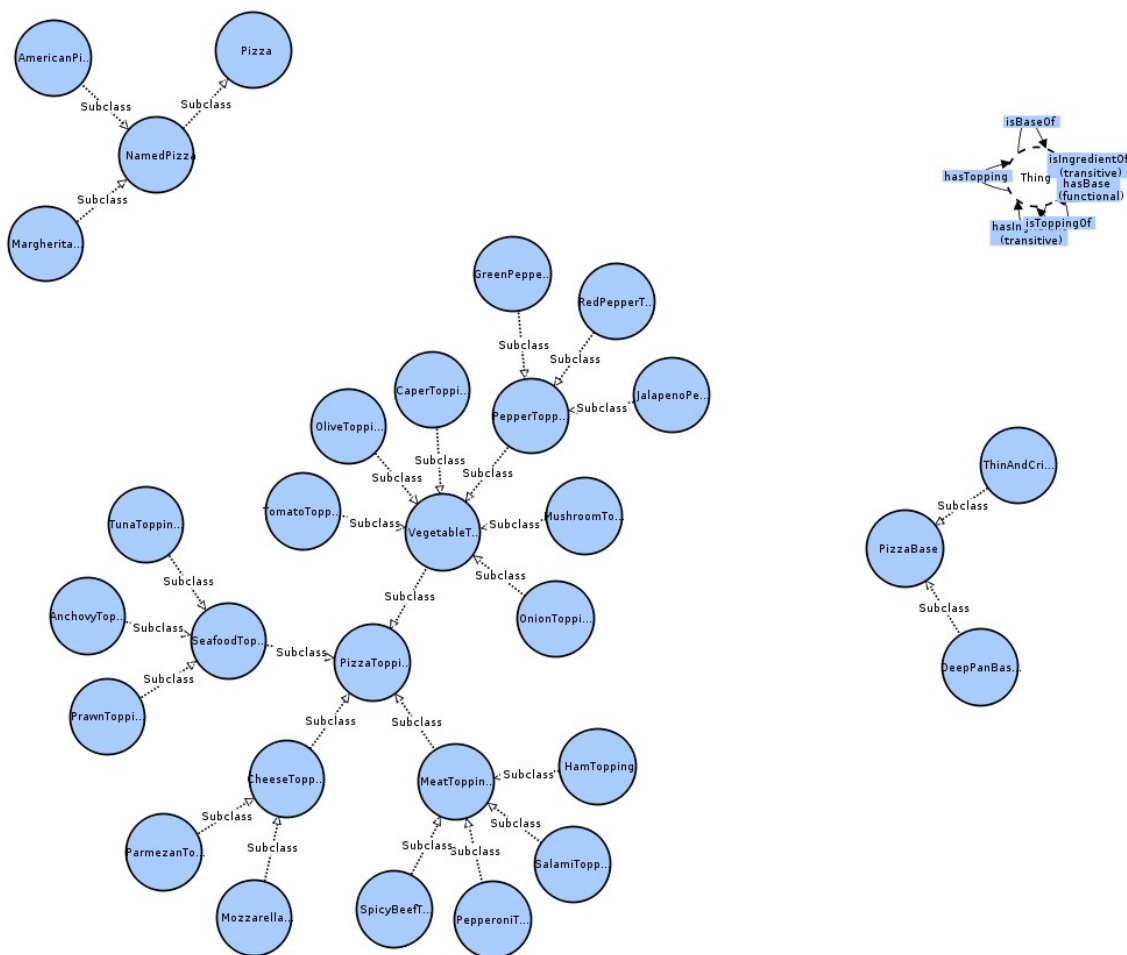 AmericanPi..
Pizza
Subclass
Subclass
NamedPizza
Subclass
Margherita...
isBaseOf
isIngredientOf
(transitive)
hasTopping
Thing
hasBase
(functional)
isToppingOf
(transitive)
GreenPeppe...
RedPepperT...
Subclass
Subclass
CaperToppi...
JalapenoPe...
Subclass
OliveToppi...
PepperTopp...
Subclass
Subclass
Subclass
ThinAndCri...
Subclass
TomatoTopp...
MushroomTo...
Subclass
Subclass
VegetableT...
TunaToppin...
PizzaBase
Subclass
Subclass
Subclass
Subclass
AnchovyTop...
OnionToppi...
Subclass
SeafoodTop...
Subclass
PizzaToppi...
DeepPanBas...
Subclass
PrawnToppi...
Subclass
Subclass
HamTopping
Subclass
CheeseTopp...
MeatToppin...
Subclass
Subclass
ParmezanTo...
Subclass
Subclass
Subclass
SalamiTopp...
Mozzarella...
SpicyBeefT...
PepperoniT...